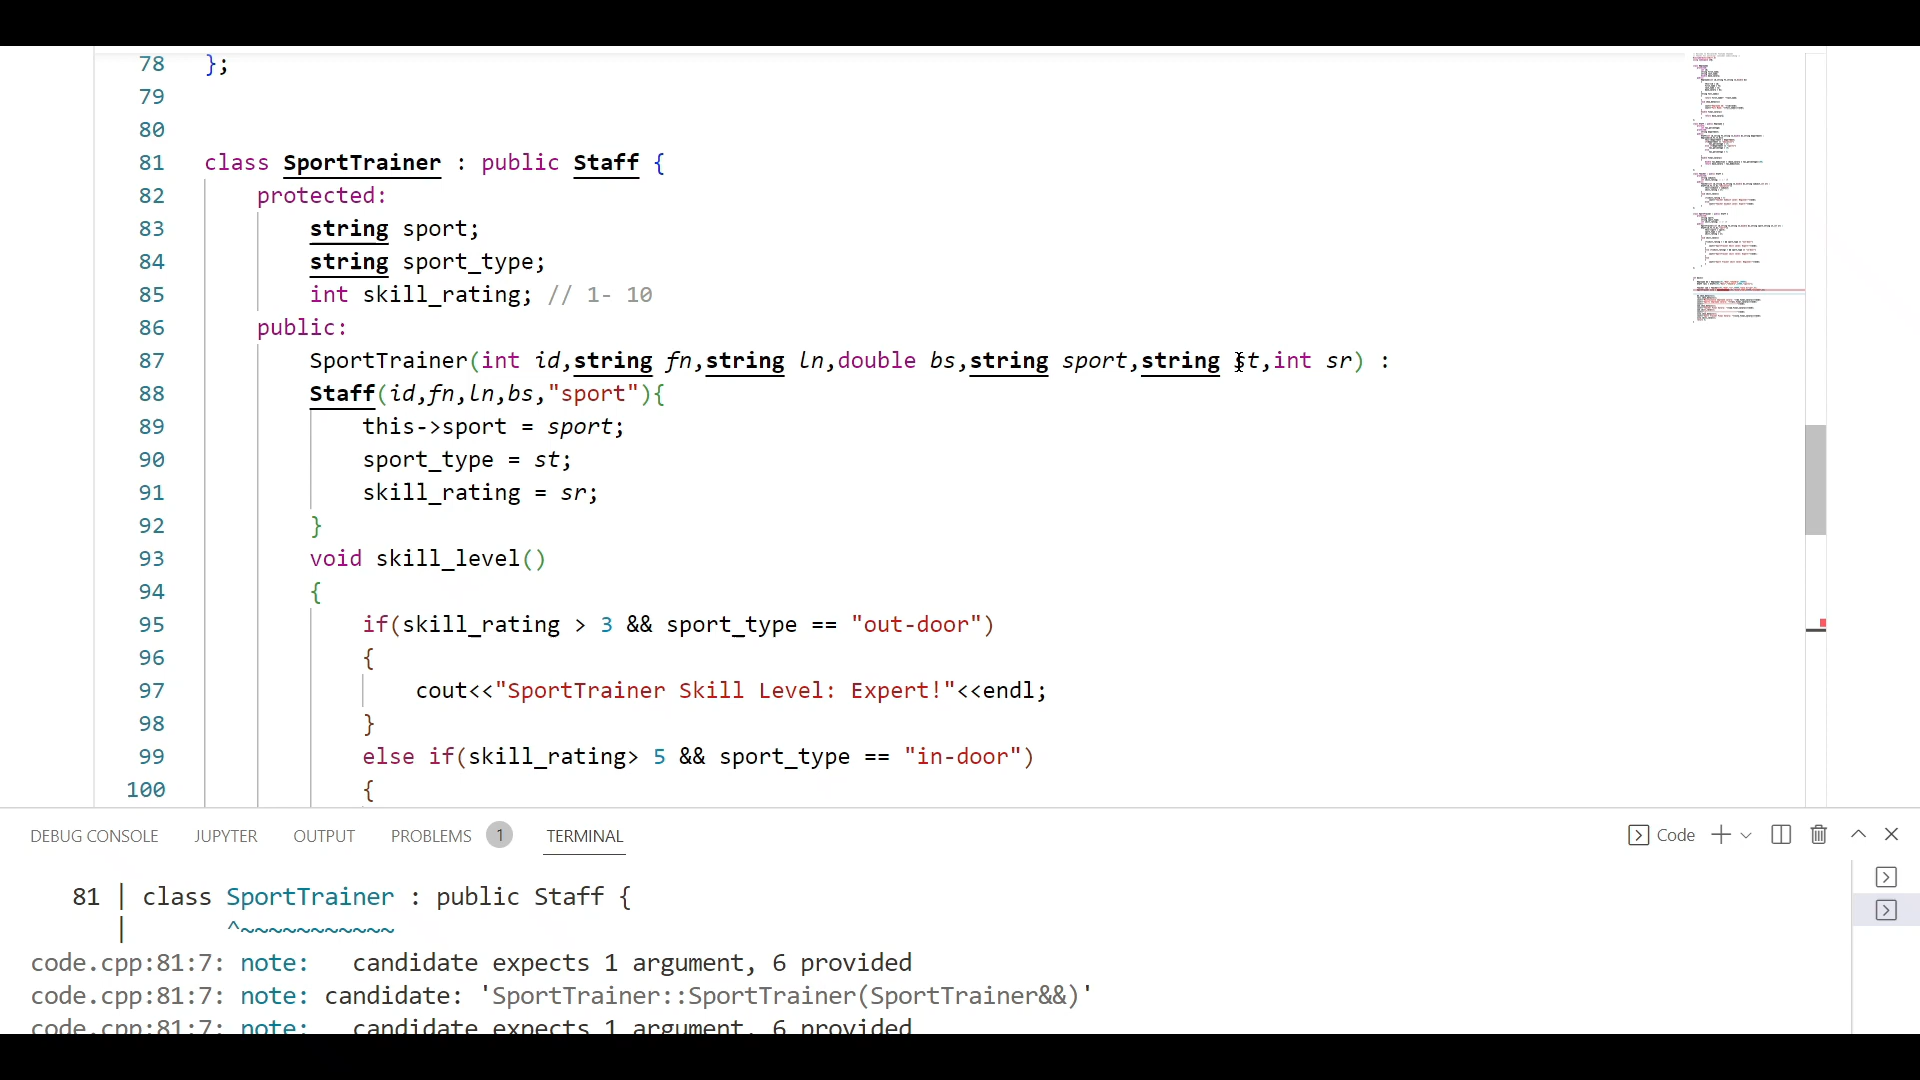 78 };
79
80
81 class SportTrainer : public Staff {
82 protected:
83 string sport;
84 string sport_type;
85 int skill_rating; // 1- 10
86 public:
87 SportTrainer(int id,string fn,string ln,double bs,string sport,string st,int sr) :
88 Staff(id,fn,ln,bs,"sport"){
89 this->sport = sport;
90 sport_type = st;
91 skill_rating = sr;
92 }
93 void skill_level()
94 {
95 if(skill_rating > 3 && sport_type == "out-door")
96 {
97 cout<<"SportTrainer Skill Level: Expert!"<<endl;
98 }
99 else if(skill_rating> 5 && sport_type == "in-door")
100 {
DEBUG CONSOLE JUPYTER OUTPUT PROBLEMS 1 TERMINAL Code
81 | class SportTrainer : public Staff {
| ^~~~~~~~~~~~
code.cpp:81:7: note: candidate expects 1 argument, 6 provided
code.cpp:81:7: note: candidate: 'SportTrainer::SportTrainer(SportTrainer&&)'
code.cpp:81:7: note: candidate expects 1 argument, 6 provided